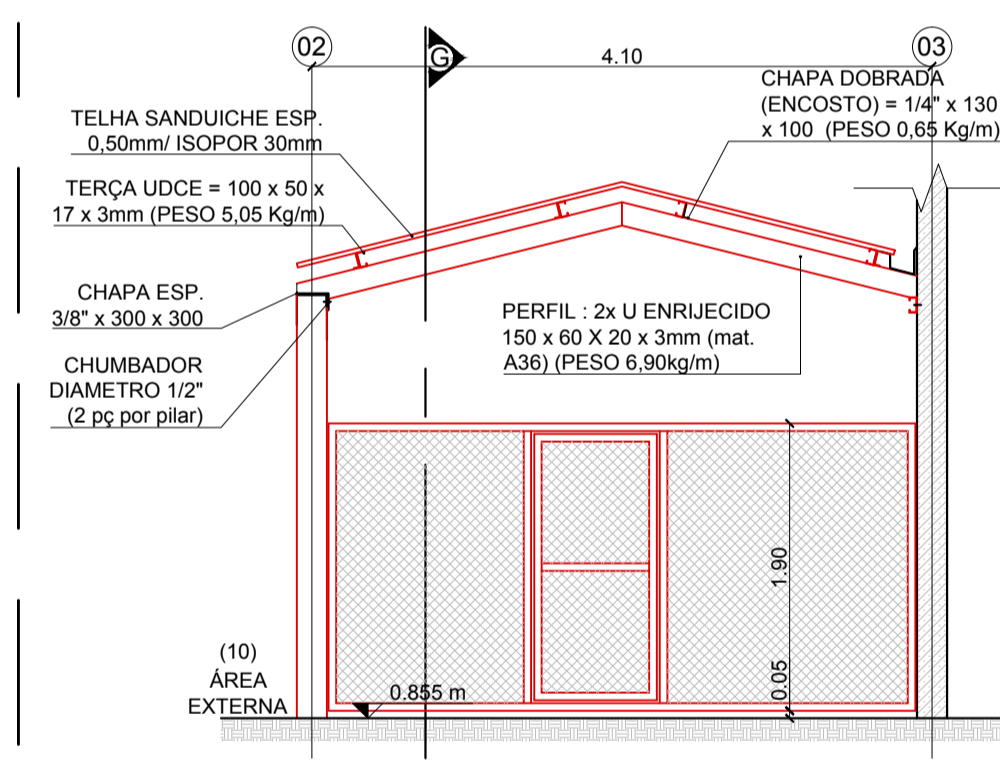 02
G
4.10
03
CHAPA DOBRADA
(ENCOSTO) = 1/4" x 130
x 100 (PESO 0,65 Kg/m)
TELHA SANDUICHE ESP.
0,50mm/ ISOPOR 30mm
TERÇA UDCE = 100 x 50 x
17 x 3mm (PESO 5,05 Kg/m)
CHAPA ESP.
3/8" x 300 x 300
PERFIL : 2x U ENRIJECIDO
150 x 60 X 20 x 3mm (mat.
A36) (PESO 6,90kg/m)
CHUMBADOR
DIAMETRO 1/2"
(2 pç por pilar)
1.90
0.05
(10)
ÁREA
EXTERNA
0.855 m